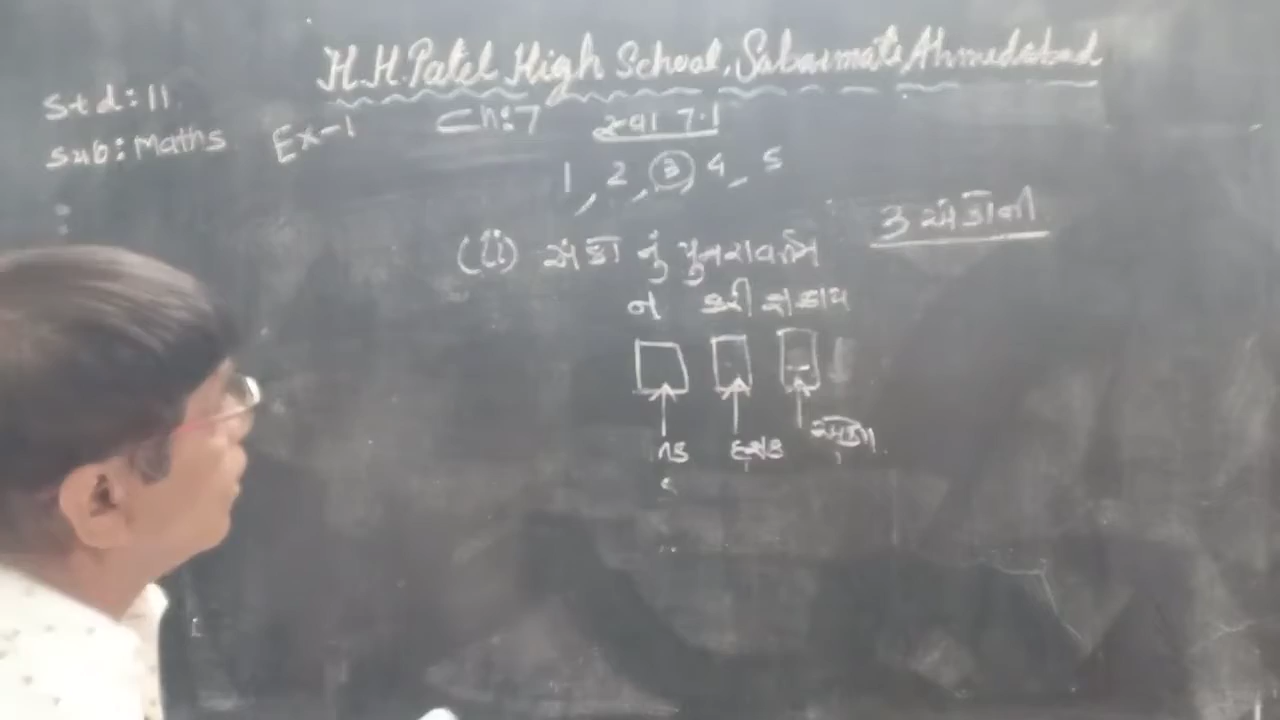 H.H.Patel High School, Sabarmati Ahmedabad
std:11
sub: Maths
Ex-1
Ch:7
સ્વા 7.1
1, 2, 3, 4, 5
3 અંકોની
(ii) અંકો નું પુનરાવર્તન
ન કરી શકાય
દશક